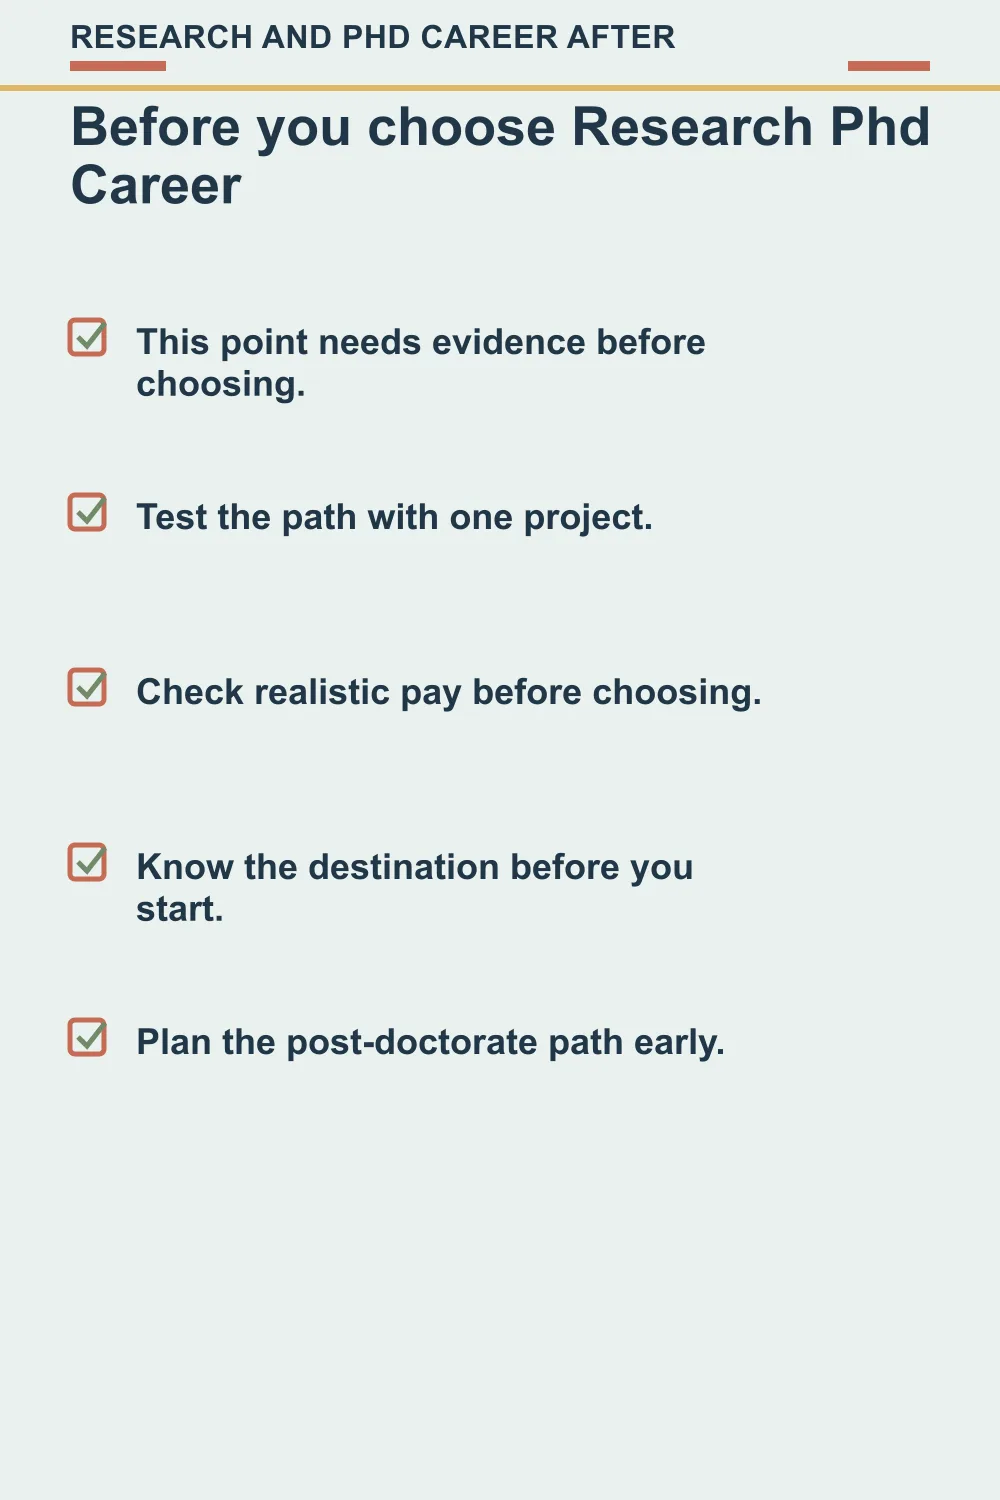 RESEARCH AND PHD CAREER AFTER
Before you choose Research Phd
Career
This point needs evidence before
choosing.
Test the path with one project.
Check realistic pay before choosing.
Know the destination before you
start.
Plan the post-doctorate path early.